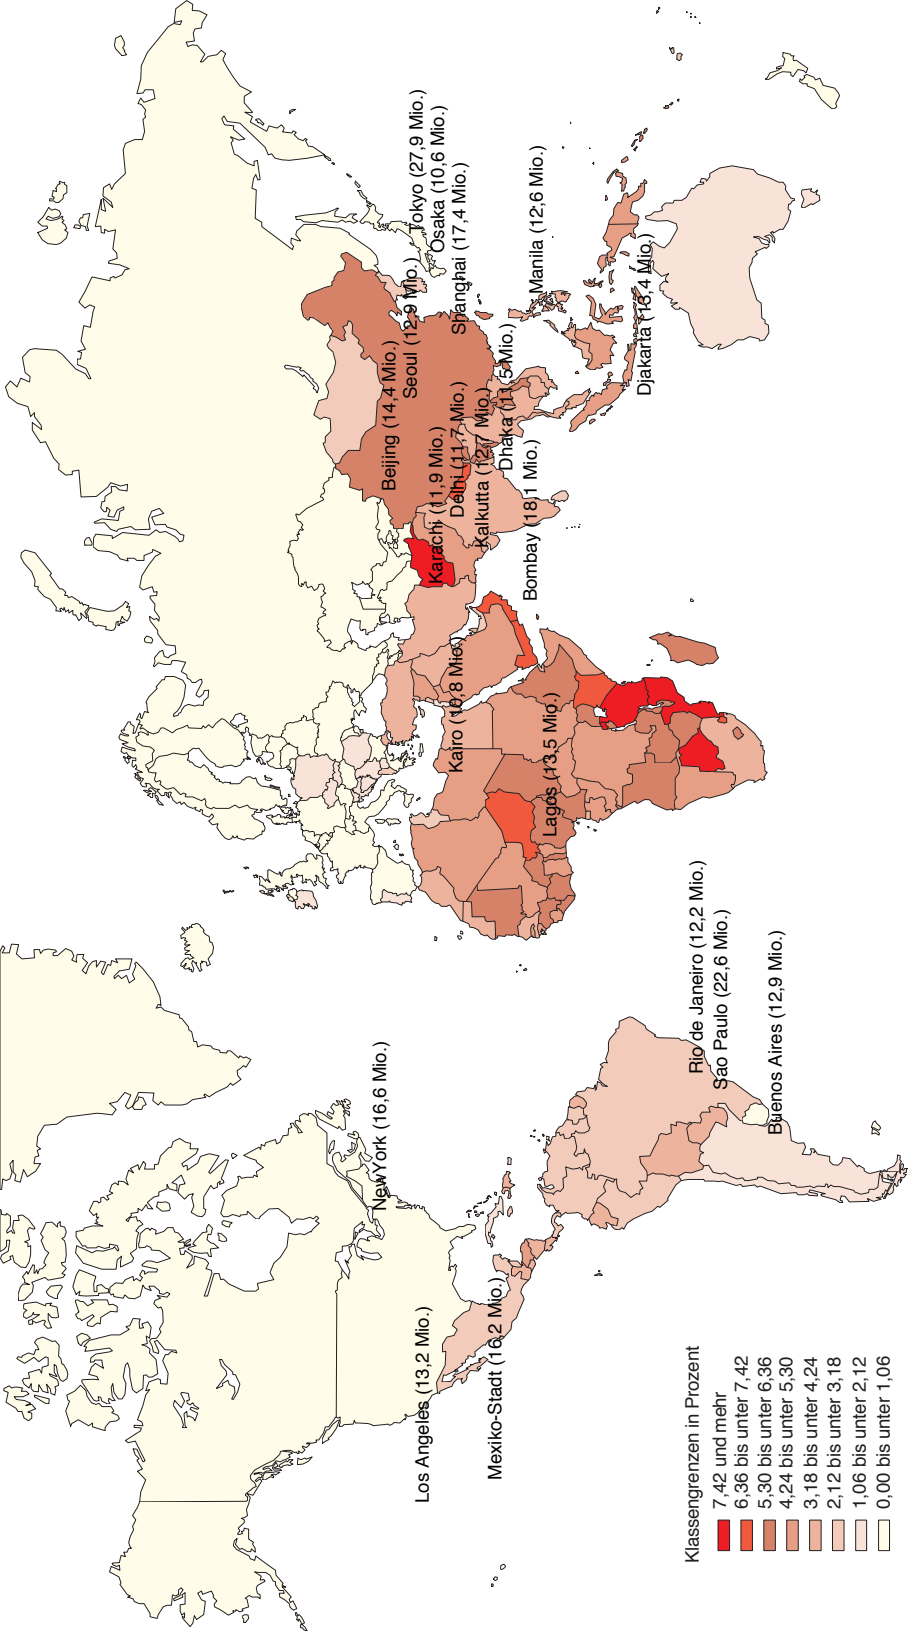 New York (16,6 Mio.)
Los Angeles (13,2 Mio.)
Mexiko-Stadt (16,2 Mio.)
Rio de Janeiro (12,2 Mio.)
Sao Paulo (22,6 Mio.)
Buenos Aires (12,9 Mio.)
Kairo (10,8 Mio.)
Lagos (13,5 Mio.)
Beijing (14,4 Mio.)
Seoul (12,9 Mio.)
Tokyo (27,9 Mio.)
Osaka (10,6 Mio.)
Shanghai (17,4 Mio.)
Karachi (11,9 Mio.)
Delhi (11,7 Mio.)
Kalkutta (12,7 Mio.)
Dhaka (11,5 Mio.)
Bombay (18,1 Mio.)
Manila (12,6 Mio.)
Djakarta (13,4 Mio.)
Klassengrenzen in Prozent
7,42 und mehr
6,36 bis unter 7,42
5,30 bis unter 6,36
4,24 bis unter 5,30
3,18 bis unter 4,24
2,12 bis unter 3,18
1,06 bis unter 2,12
0,00 bis unter 1,06